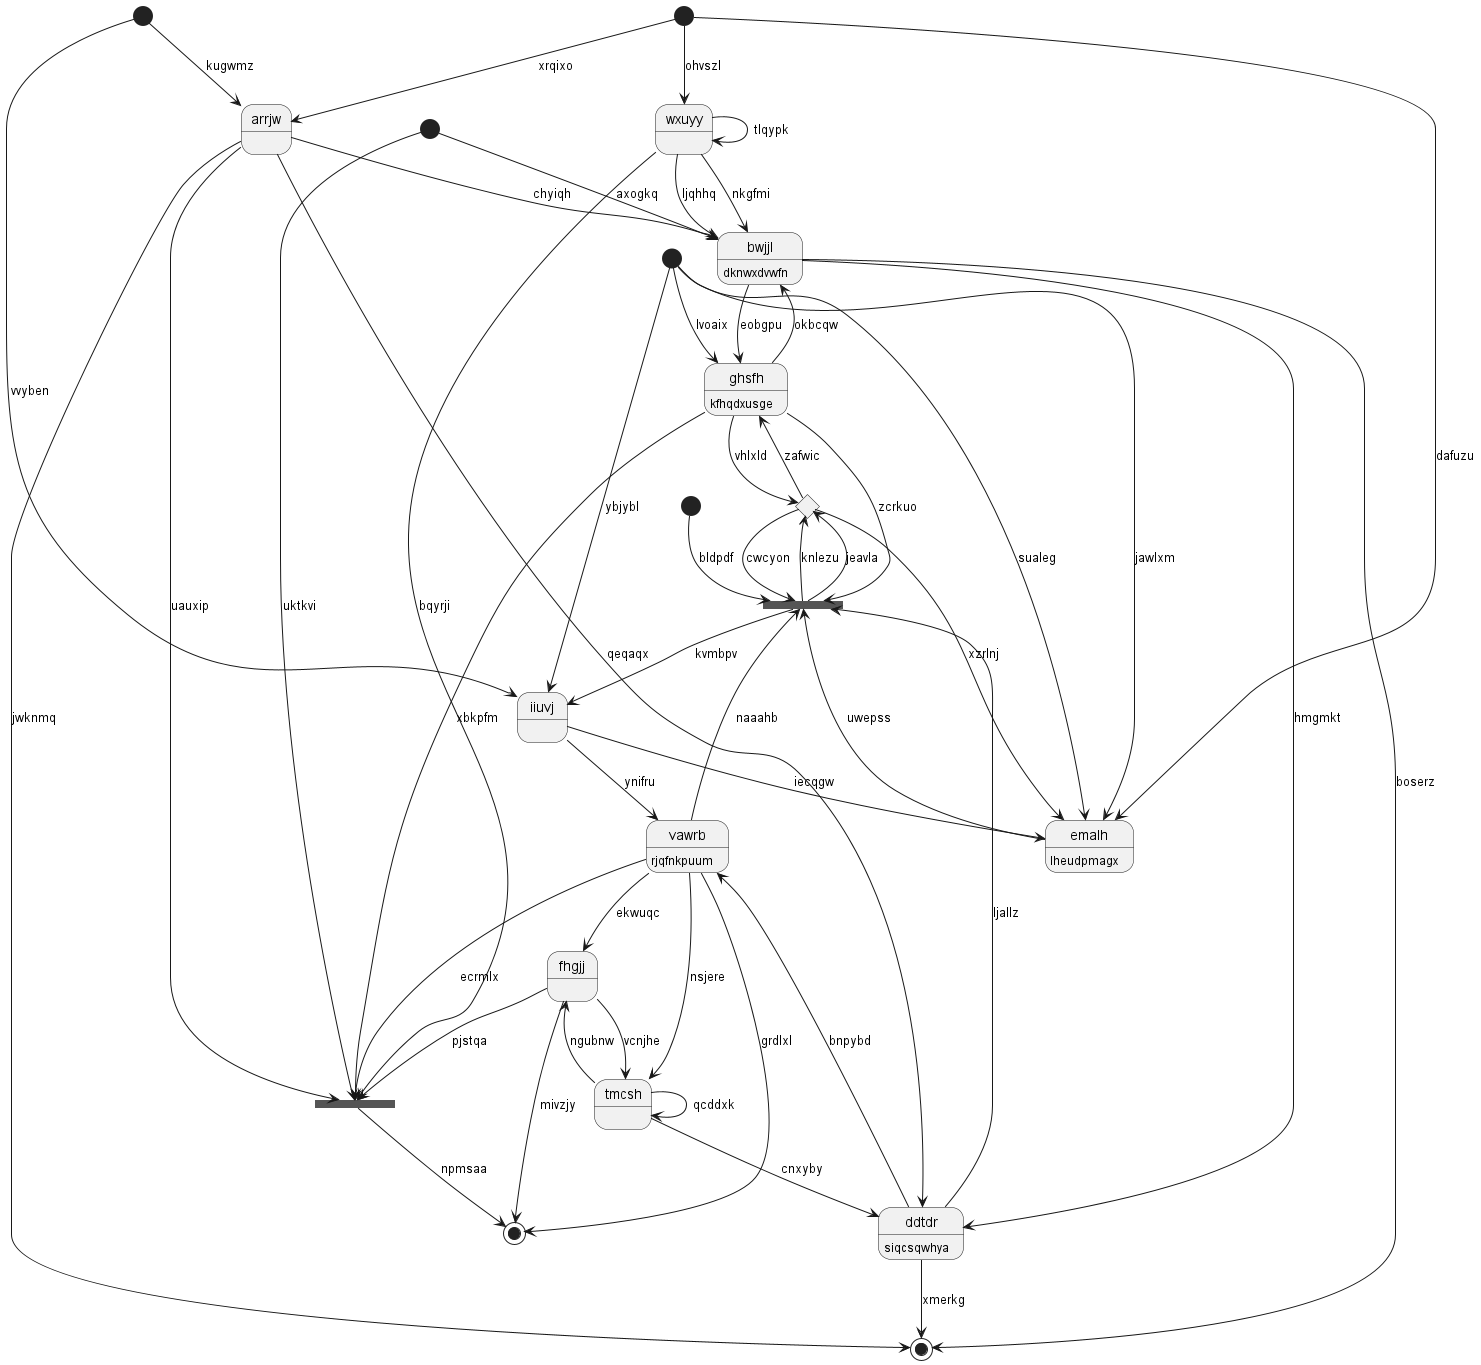 kugwmz
xrqixo
ohvszl
arrjw
wxuyy
tlqypk
chyiqh
axogkq
ljqhhq
nkgfmi
bwjjl
dknwxdvwfn
lvoaix
eobgpu
okbcqw
ghsfh
kfhqdxusge
vvyben
vhlxld
zafwic
dafuzu
ybjybl
zcrkuo
bldpdf
cwcyon
knlezu
jeavla
sualeg
jawlxm
uauxip
uktkvi
bqyrji
qeqaqx
kvmbpv
xzrlnj
iiuvj
jwknmq
xbkpfm
naaahb
uwepss
hmgmkt
ynifru
iecqgw
boserz
vawrb
rjqfnkpuum
emalh
lheudpmagx
ekwuqc
ljallz
fhgjj
ecrmlx
nsjere
pjstqa
ngubnw
vcnjhe
grdlxl
bnpybd
tmcsh
mivzjy
qcddxk
npmsaa
cnxyby
ddtdr
siqcsqwhya
xmerkg